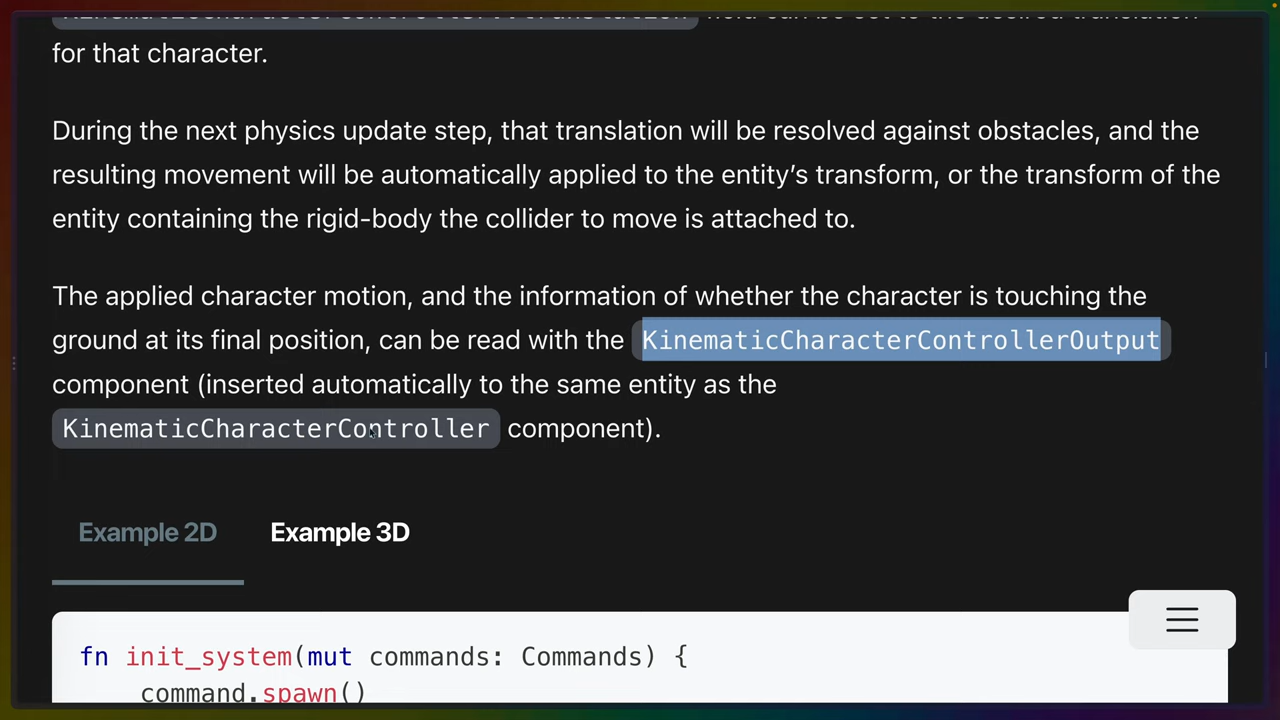 for that character.
During the next physics update step, that translation will be resolved against obstacles, and the
resulting movement will be automatically applied to the entity’s transform, or the transform of the
entity containing the rigid-body the collider to move is attached to.
The applied character motion, and the information of whether the character is touching the
ground at its final position, can be read with the KinematicCharacterControllerOutput
component (inserted automatically to the same entity as the
KinematicCharacterController component).
Example 2D Example 3D
fn init_system(mut commands: Commands) {
command.spawn()